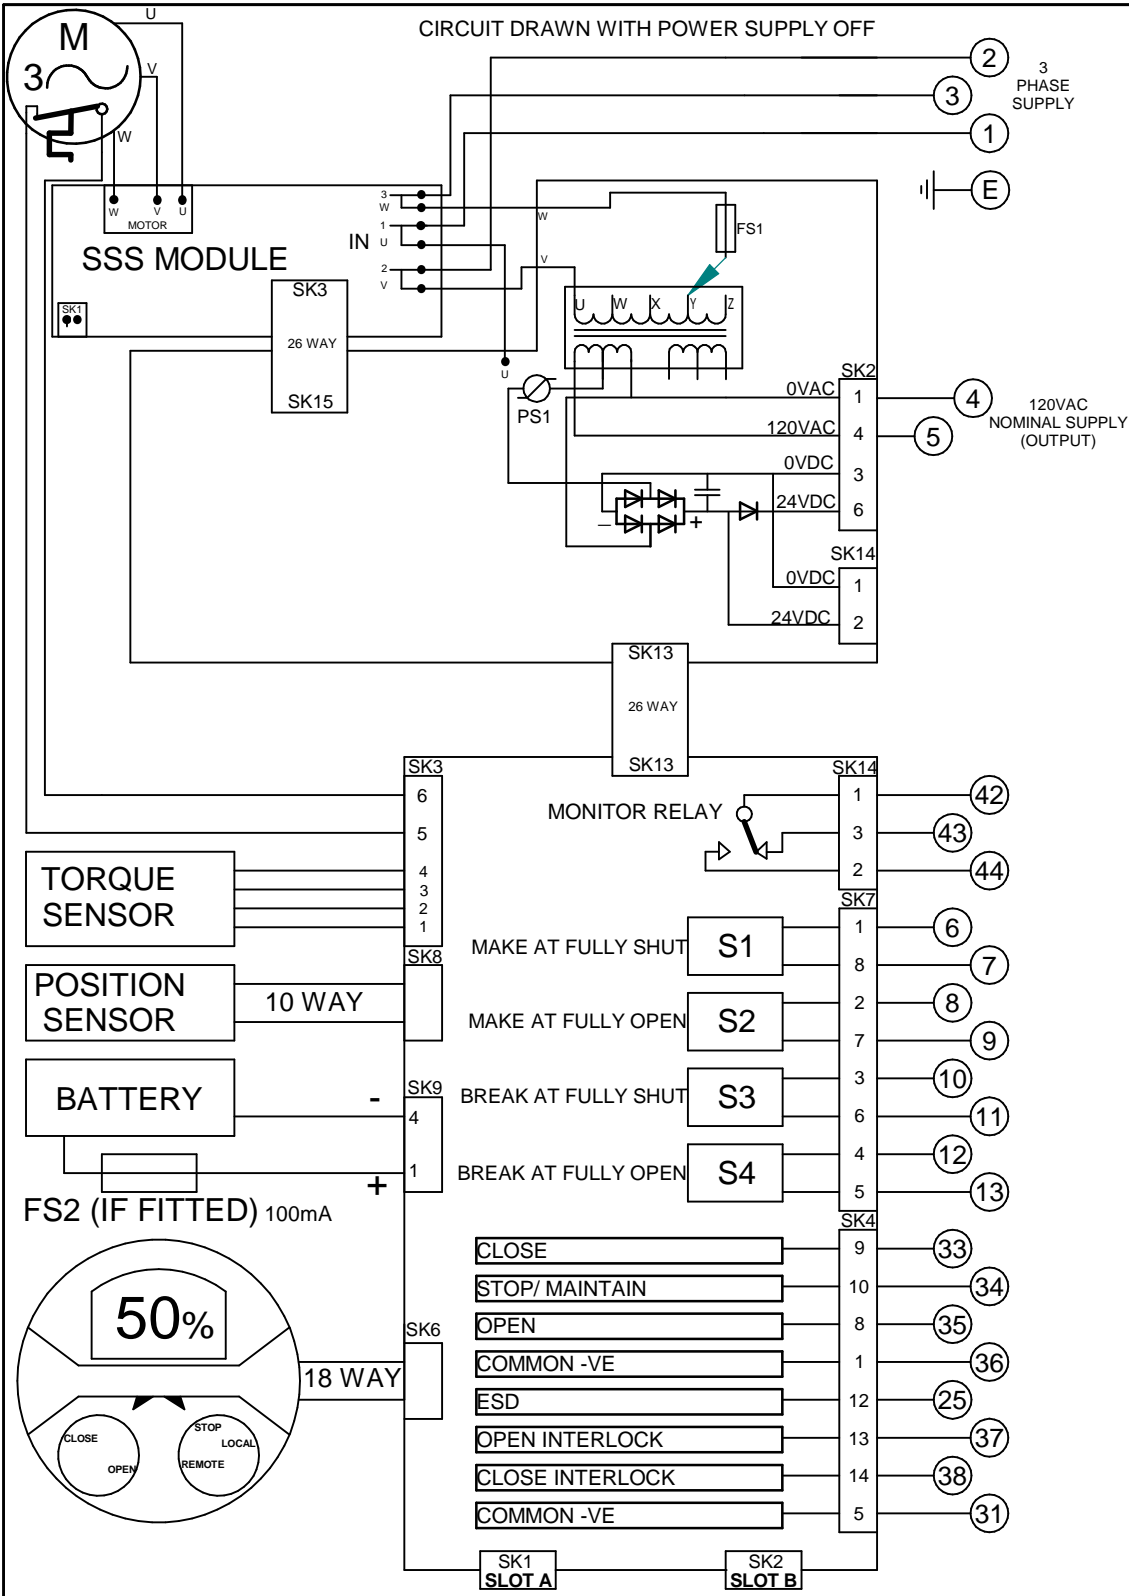 CIRCUIT DRAWN WITH POWER SUPPLY OFF
U
M
3
V
W
2
3
1
E
3
PHASE
SUPPLY
W
V
U
MOTOR
SSS MODULE
IN
3
W
1
U
2
V
W
V
FS1
SK1
SK3
26 WAY
SK15
U
W
X
Y
Z
U
PS1
SK2
0VAC
1
4
120VAC
4
5
120VAC
NOMINAL SUPPLY
(OUTPUT)
0VDC
3
24VDC
6
–
+
SK14
0VDC
1
24VDC
2
SK13
26 WAY
SK13
SK3
6
5
4
3
2
1
TORQUE
SENSOR
SK8
POSITION
SENSOR
10 WAY
BATTERY
-
SK9
4
1
+
FS2 (IF FITTED) 100mA
50%
CLOSE
OPEN
STOP
LOCAL
REMOTE
18 WAY
SK6
MONITOR RELAY
SK14
1
42
3
43
2
44
SK7
MAKE AT FULLY SHUT
S1
1
6
8
7
MAKE AT FULLY OPEN
S2
2
8
7
9
BREAK AT FULLY SHUT
S3
3
10
6
11
BREAK AT FULLY OPEN
S4
4
12
5
13
SK4
CLOSE
9
33
STOP/ MAINTAIN
10
34
OPEN
8
35
COMMON -VE
1
36
ESD
12
25
OPEN INTERLOCK
13
37
CLOSE INTERLOCK
14
38
COMMON -VE
5
31
SK1
SLOT A
SK2
SLOT B